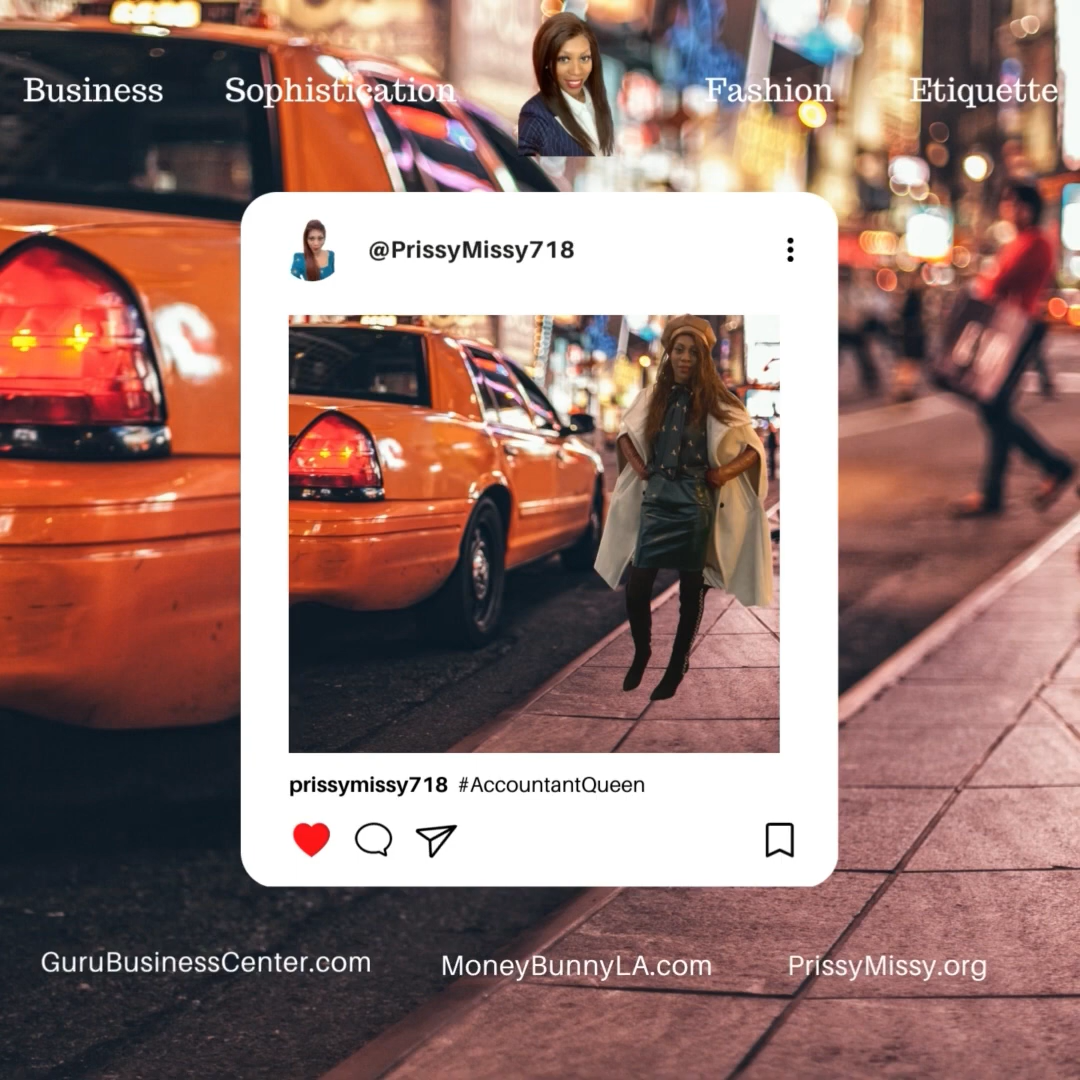 Business Sophistication Fashion Etiquette
@PrissyMissy718
prissymissy718 #AccountantQueen
GuruBusinessCenter.com MoneyBunnyLA.com PrissyMissy.org